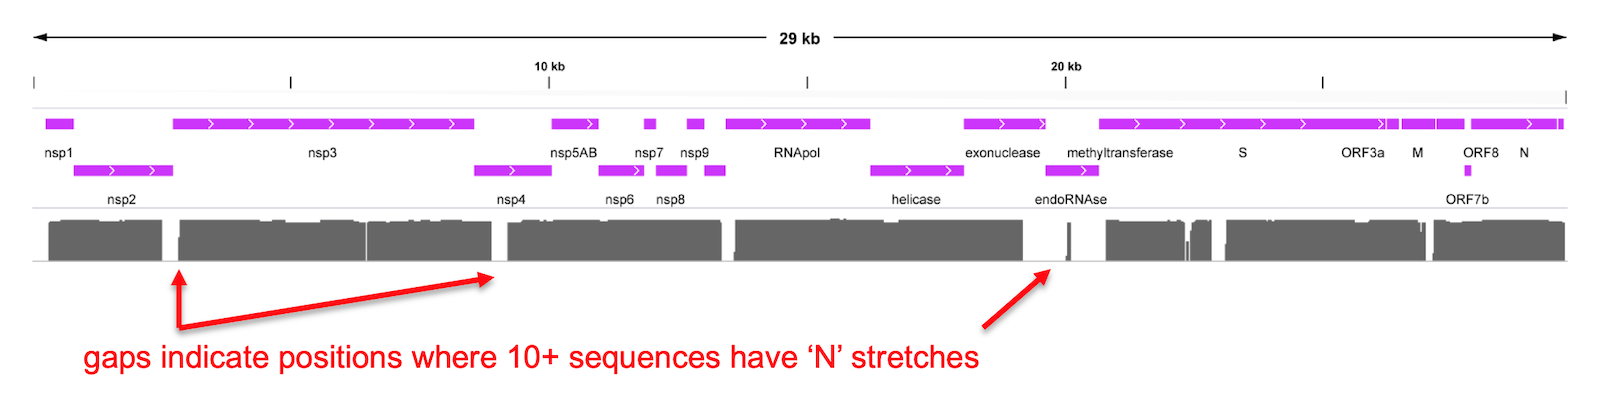 29 kb
10 kb 20 kb
nsp1 nsp3 nsp5AB nsp7 nsp9 RNApol exonuclease methyltransferase S ORF3a M ORF8 N
nsp2 nsp4 nsp6 nsp8 helicase endoRNAse ORF7b
gaps indicate positions where 10+ sequences have ‘N’ stretches